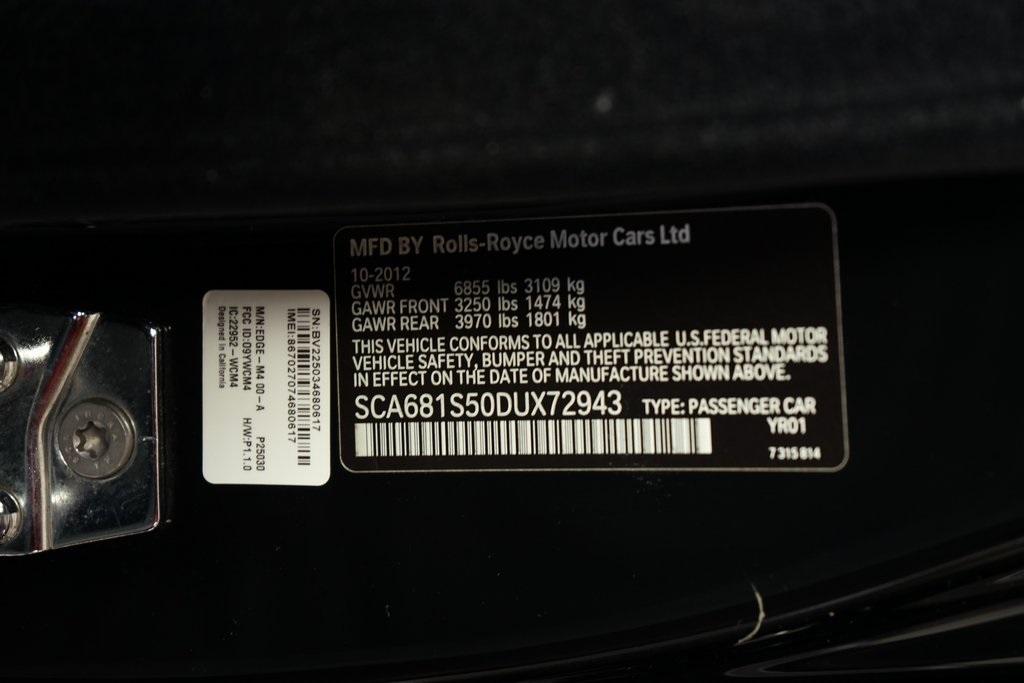 MFD BY Rolls-Royce Motor Cars Ltd
10-2012
GVWR 6855 lbs 3109 kg
GAWR FRONT 3250 lbs 1474 kg
GAWR REAR 3970 lbs 1801 kg
THIS VEHICLE CONFORMS TO ALL APPLICABLE U.S.FEDERAL MOTOR
VEHICLE SAFETY, BUMPER AND THEFT PREVENTION STANDARDS
IN EFFECT ON THE DATE OF MANUFACTURE SHOWN ABOVE.
SCA681S50DUX72943 TYPE: PASSENGER CAR
YR01
7 315 814
SN:BV225034680617
IMEI:867027074680617
M/N:EDGE-M4 00-A P25030
FCC ID:O9YWCM4 H/W:P1.1.0
IC:22952-WCM4
Designed in California